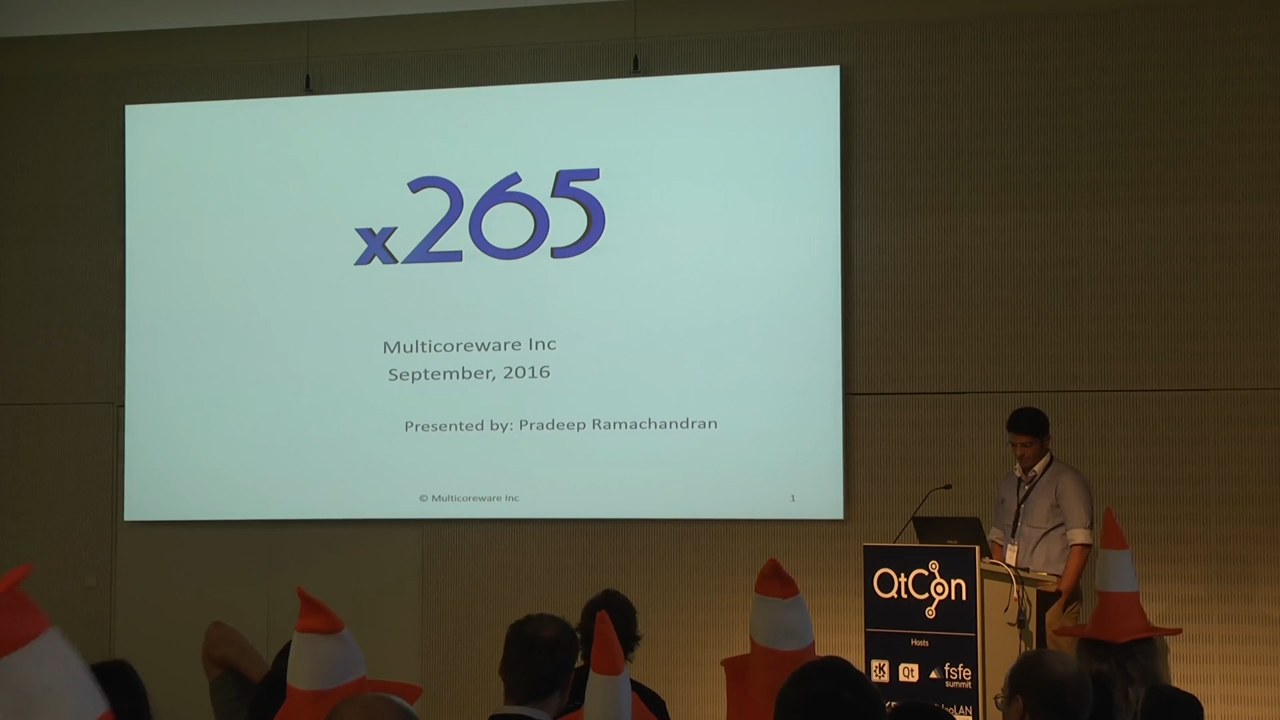 x265
Multicoreware Inc
September, 2016
Presented by: Pradeep Ramachandran
© Multicoreware Inc
1
QtCon
Hosts
K
Qt
fsfe
summit